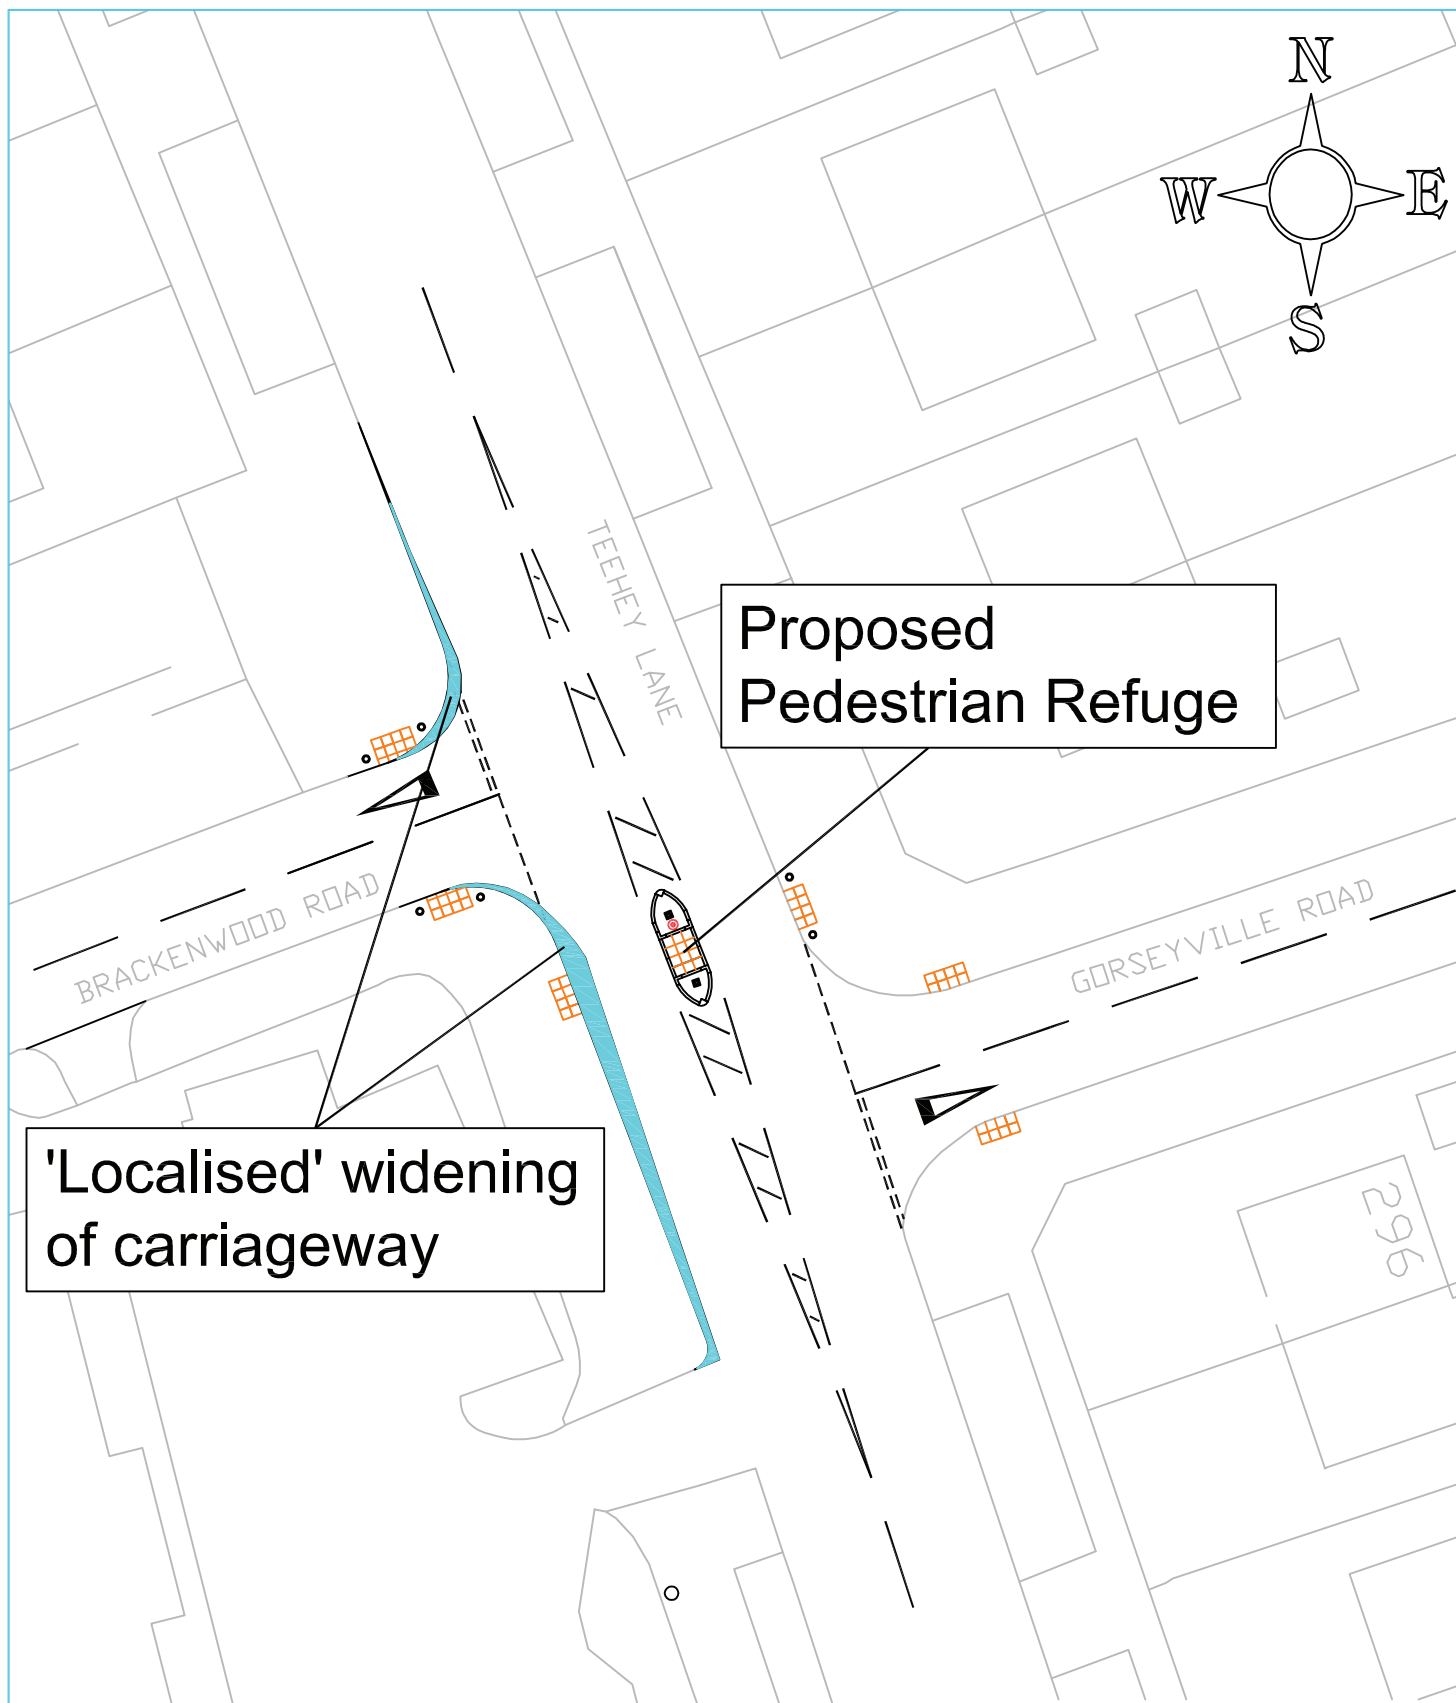 N
W
E
S
TEEHEY LANE
Proposed
Pedestrian Refuge
BRACKENWOOD ROAD
GORSEYVILLE ROAD
'Localised' widening
of carriageway
296